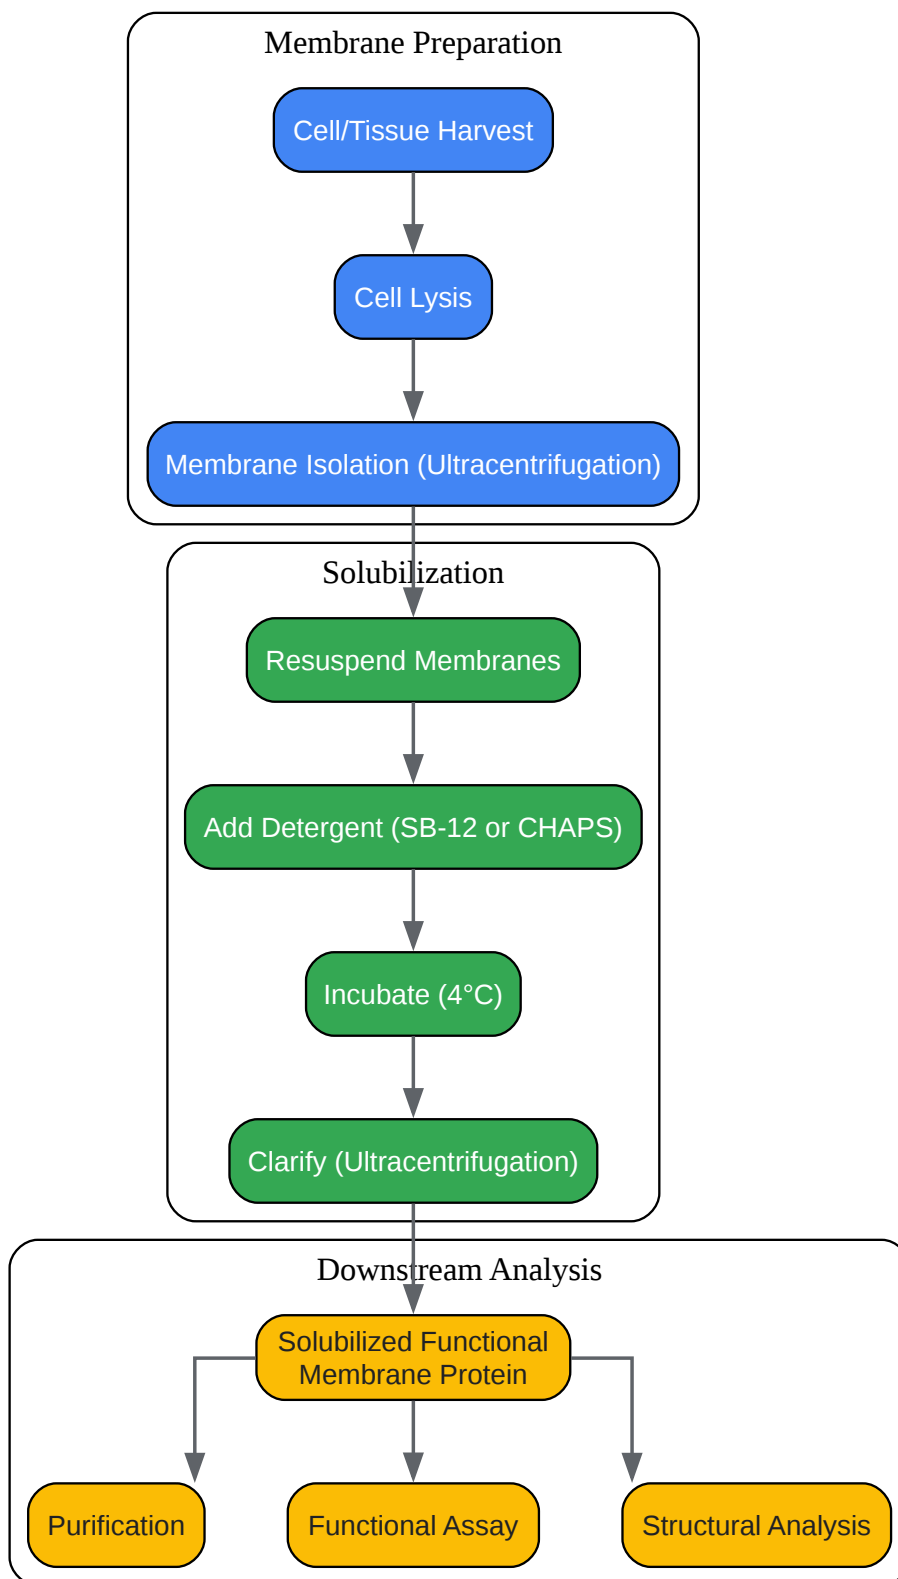 Membrane Preparation
Cell/Tissue Harvest
Cell Lysis
Membrane Isolation (Ultracentrifugation)
Solubilization
Resuspend Membranes
Add Detergent (SB-12 or CHAPS)
Incubate (4°C)
Clarify (Ultracentrifugation)
Downstream Analysis
Solubilized Functional
Membrane Protein
Purification
Functional Assay
Structural Analysis